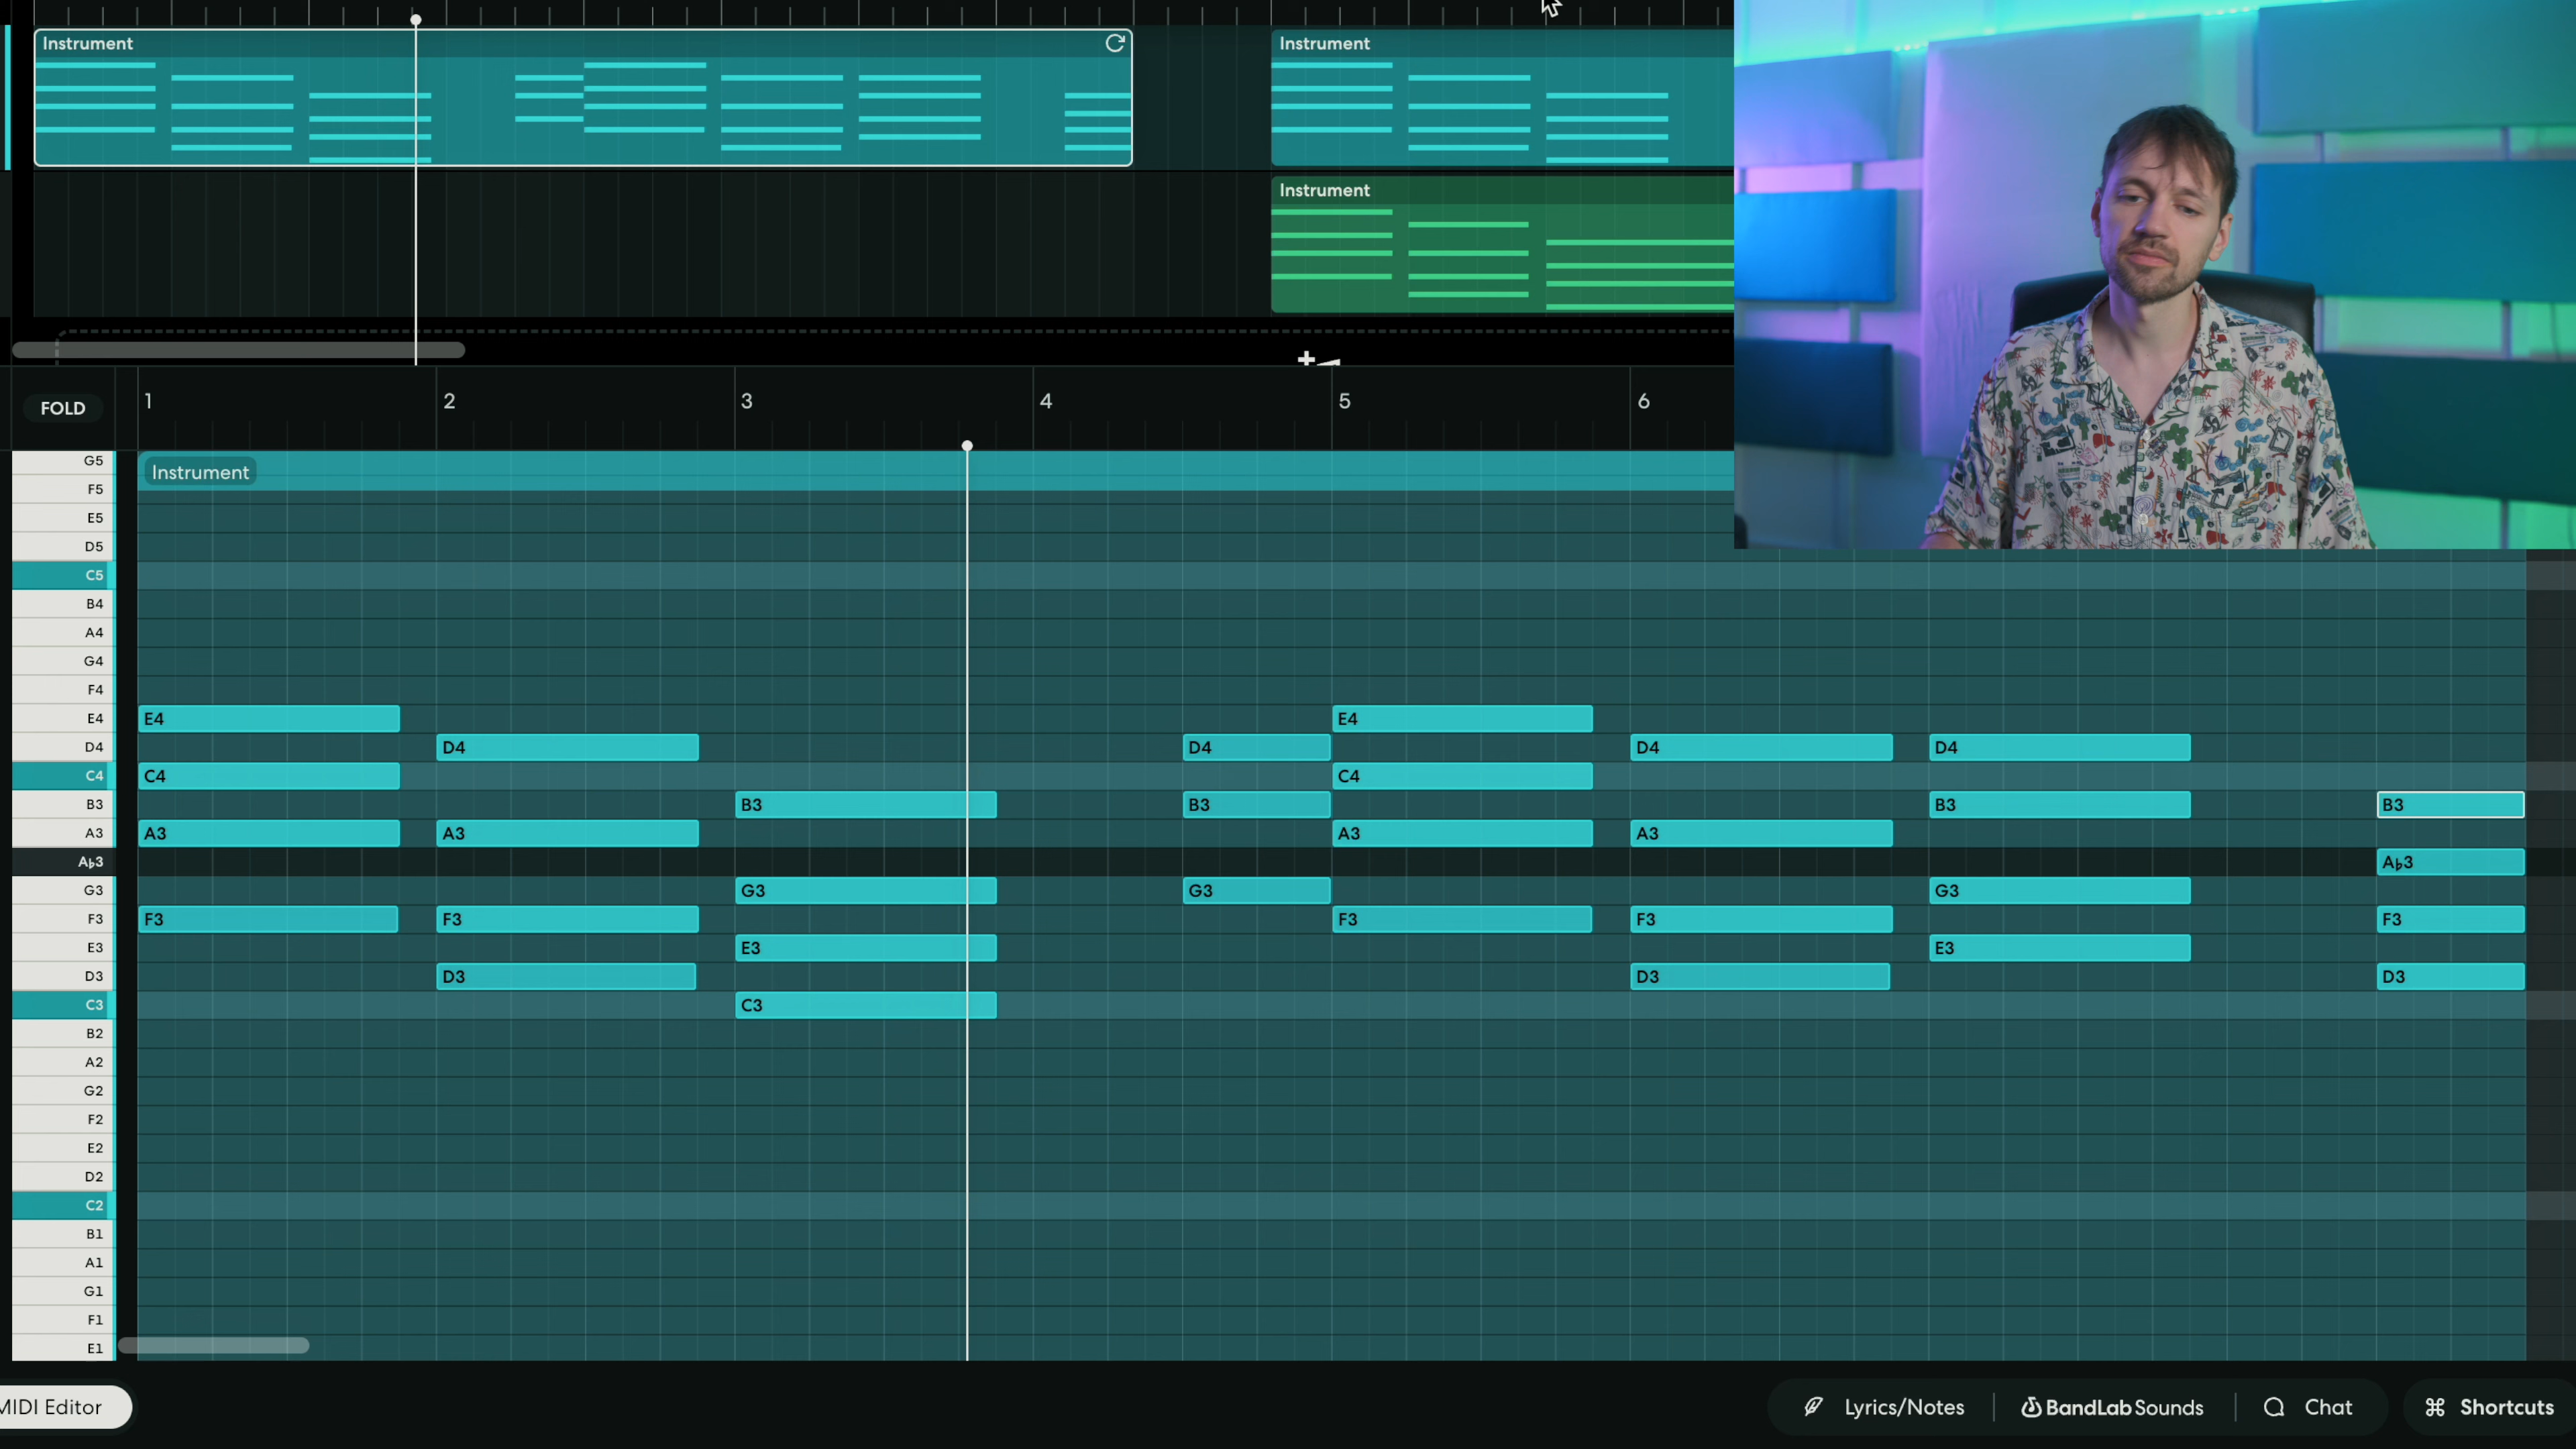 Instrument
Instrument
Instrument
FOLD
1
2
3
4
5
6
Instrument
G5
F5
E5
D5
C5
B4
A4
G4
F4
E4
D4
C4
B3
A3
A♭3
G3
F3
E3
D3
C3
B2
A2
G2
F2
E2
D2
C2
B1
A1
G1
F1
E1
E4
E4
D4
D4
D4
D4
C4
C4
B3
B3
B3
B3
A3
A3
A3
A3
A♭3
G3
G3
G3
F3
F3
F3
F3
F3
E3
E3
D3
D3
D3
C3
MIDI Editor
Lyrics/Notes
BandLab Sounds
Chat
Shortcuts